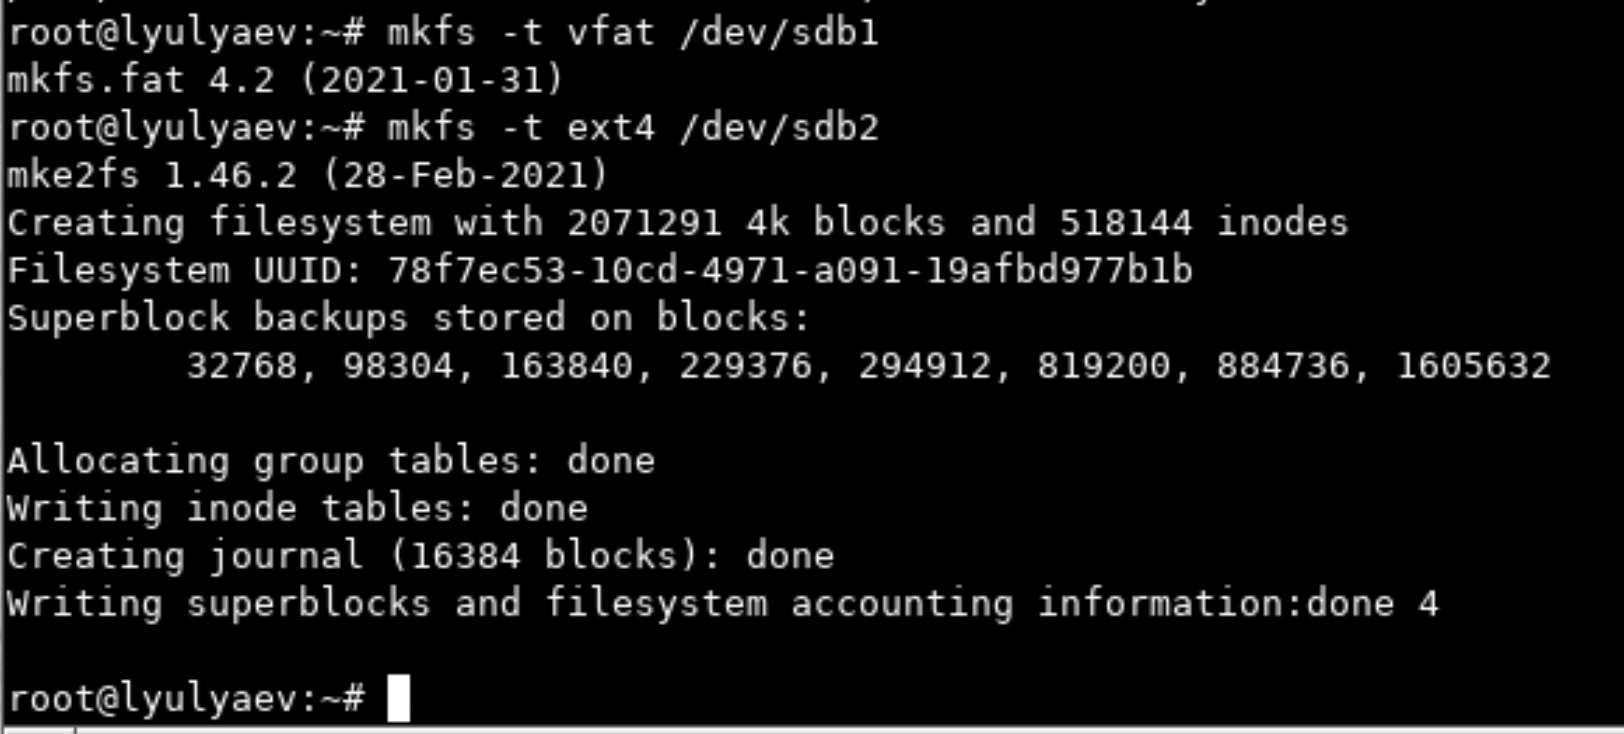 root@lyulyaev:~# mkfs -t vfat /dev/sdb1
mkfs.fat 4.2 (2021-01-31)
root@lyulyaev:~# mkfs -t ext4 /dev/sdb2
mke2fs 1.46.2 (28-Feb-2021)
Creating filesystem with 2071291 4k blocks and 518144 inodes
Filesystem UUID: 78f7ec53-10cd-4971-a091-19afbd977b1b
Superblock backups stored on blocks:
        32768, 98304, 163840, 229376, 294912, 819200, 884736, 1605632
Allocating group tables: done
Writing inode tables: done
Creating journal (16384 blocks): done
Writing superblocks and filesystem accounting information:done 4
root@lyulyaev:~#